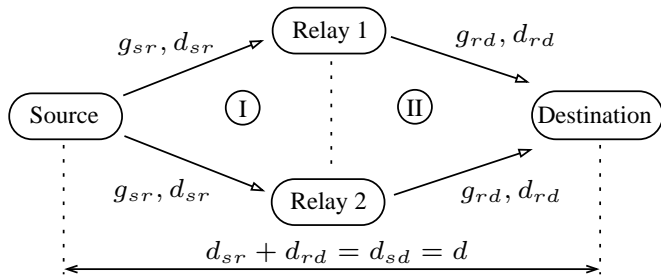 Relay 1
g_{sr}, d_{sr}
g_{rd}, d_{rd}
I
II
Source
Destination
g_{sr}, d_{sr}
Relay 2
g_{rd}, d_{rd}
d_{sr} + d_{rd} = d_{sd} = d